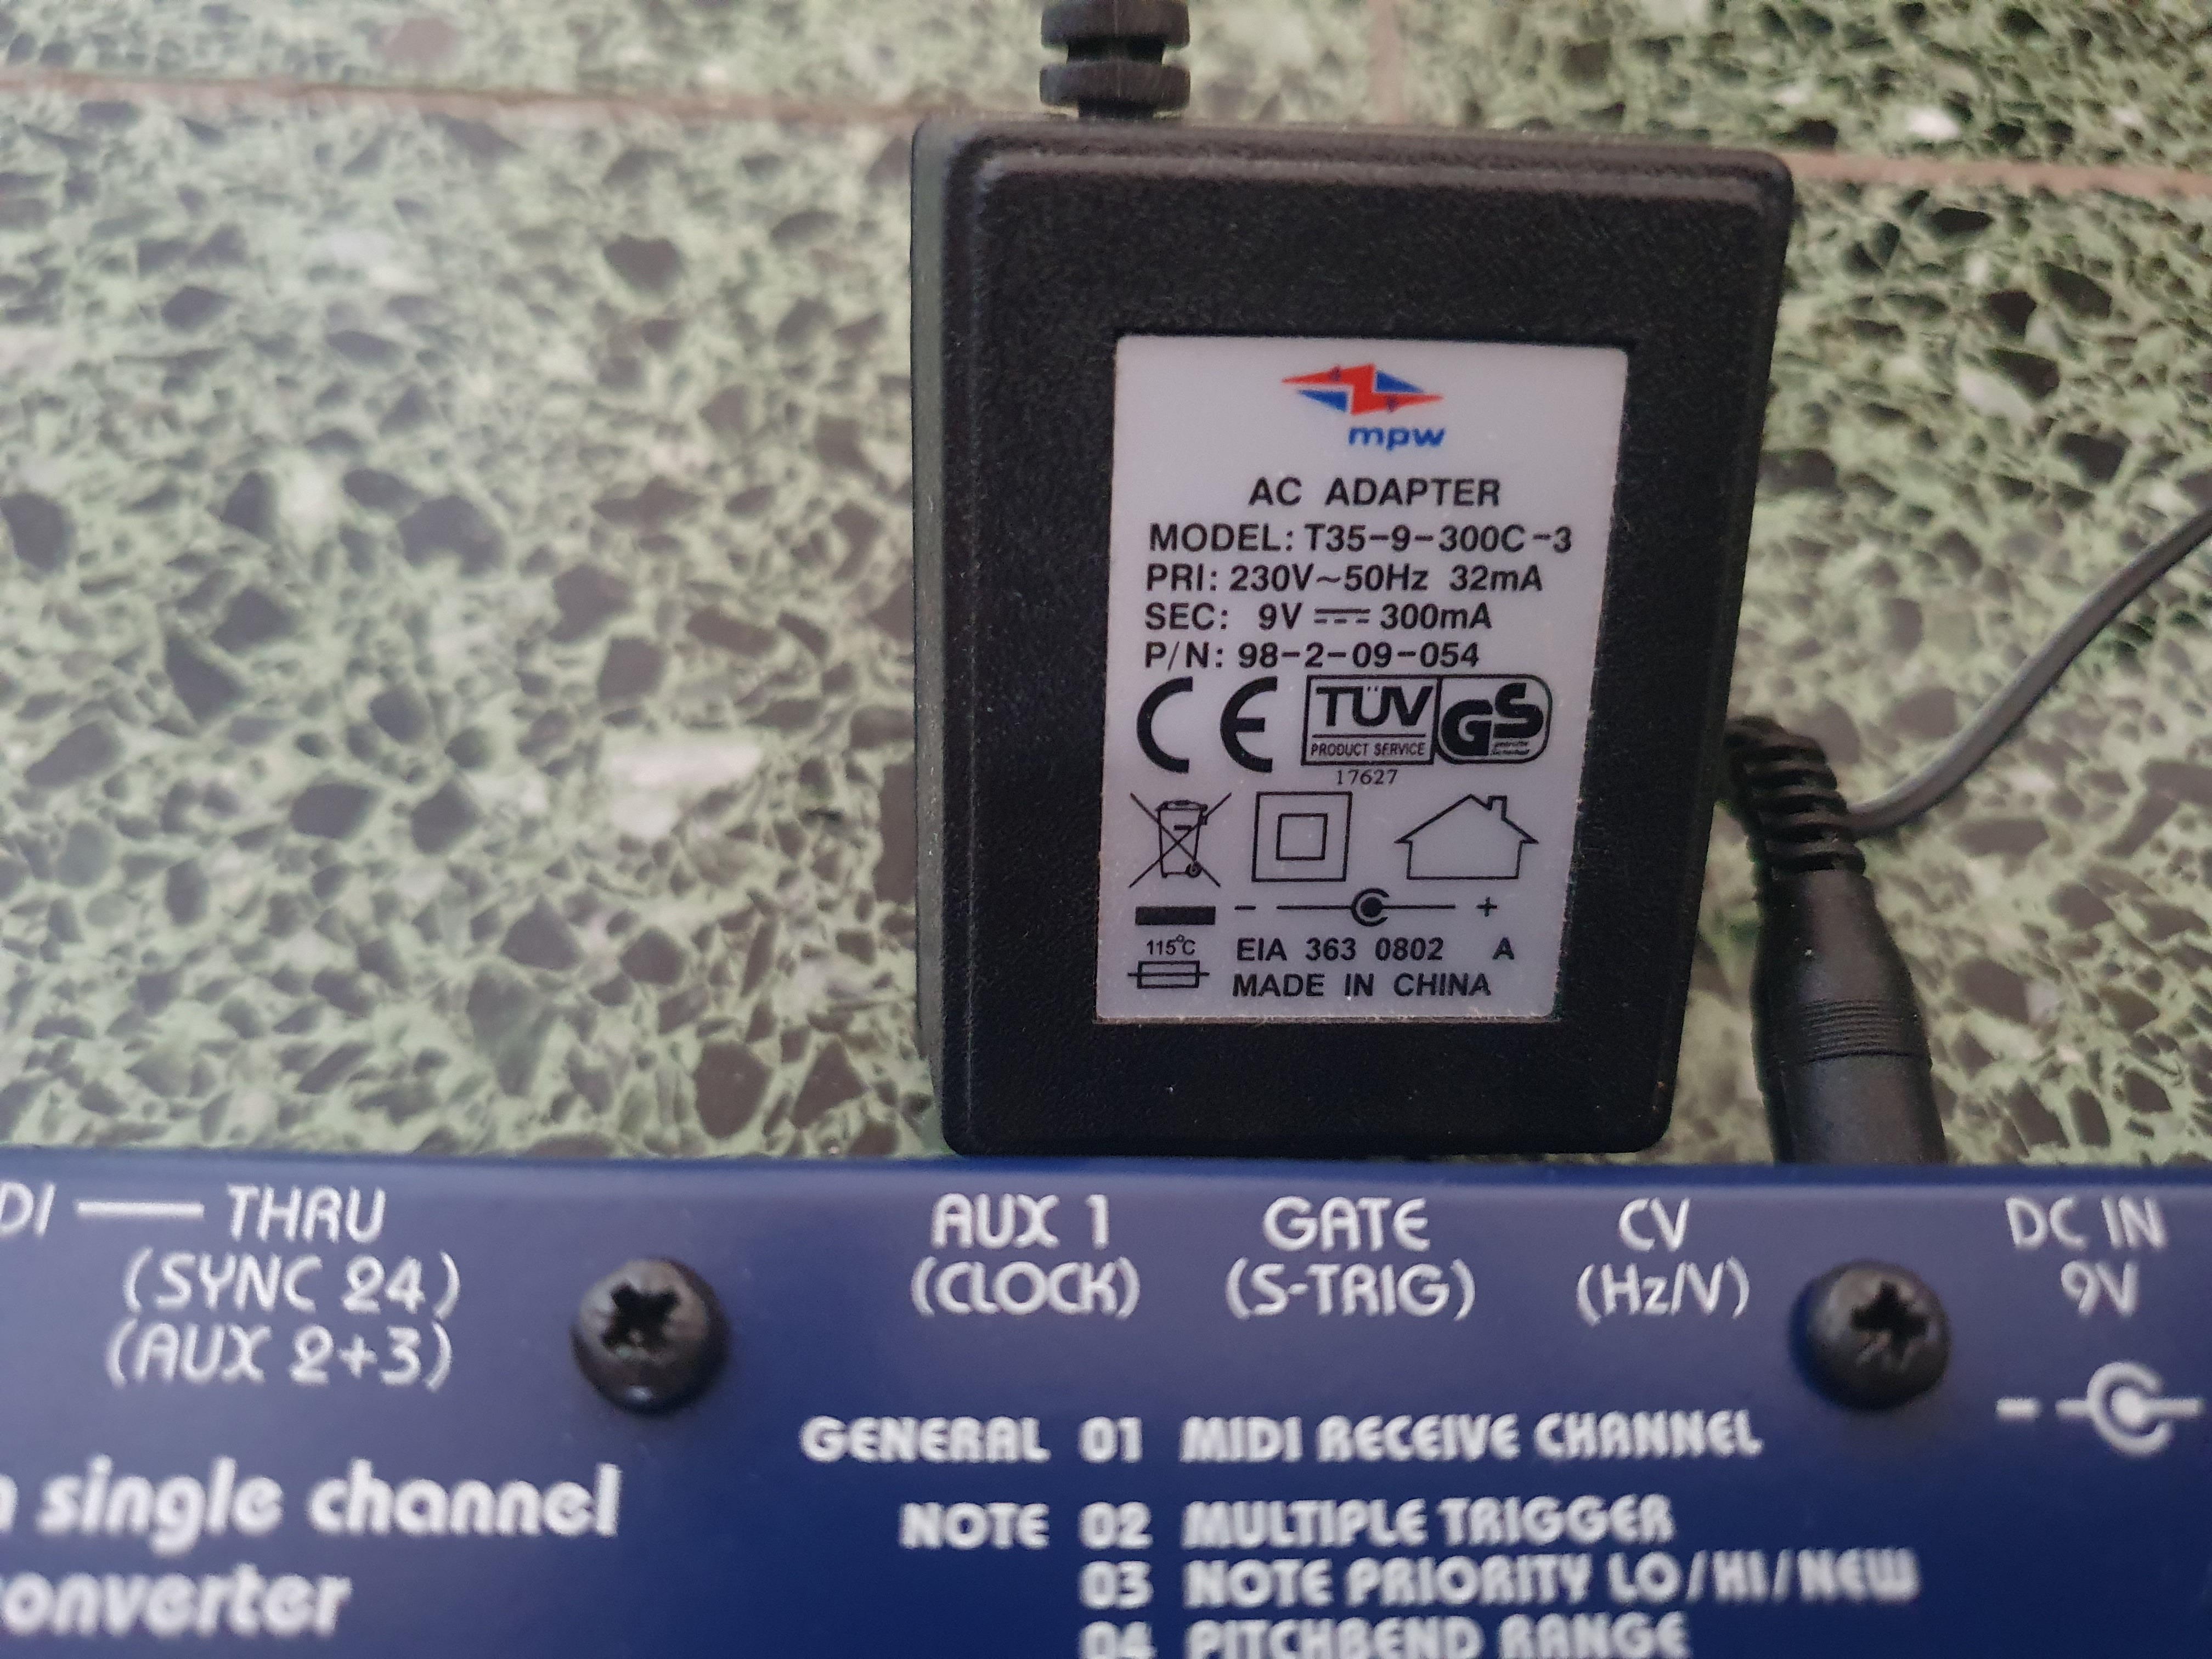 mpw
AC ADAPTER
MODEL: T35-9-300C-3
PRI: 230V~50Hz 32mA
SEC: 9V ⎓ 300mA
P/N: 98-2-09-054
CE TÜV GS
PRODUCT SERVICE
17627
- +
115°C
EIA 363 0802 A
MADE IN CHINA
DI — THRU
(SYNC 24)
(AUX 2+3)
AUX 1
(CLOCK)
GATE
(S-TRIG)
CV
(Hz/V)
DC IN
9V
-
single channel
onverter
GENERAL 01 MIDI RECEIVE CHANNEL
NOTE 02 MULTIPLE TRIGGER
03 NOTE PRIORITY LO/HI/NEW
04 PITCHBEND RANGE